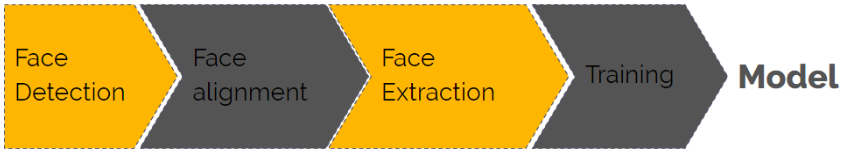 Face
Detection
Face
alignment
Face
Extraction
Training
Model